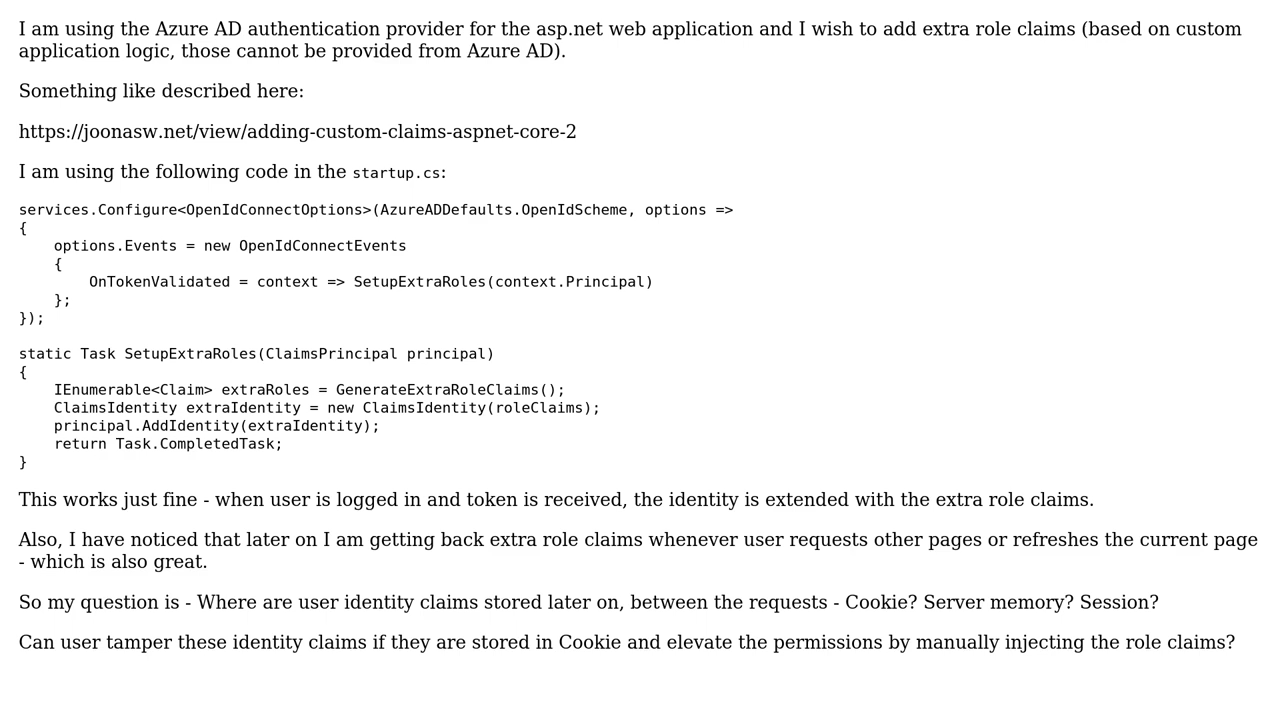 I am using the Azure AD authentication provider for the asp.net web application and I wish to add extra role claims (based on custom
application logic, those cannot be provided from Azure AD).
Something like described here:
https://joonasw.net/view/adding-custom-claims-aspnet-core-2
I am using the following code in the startup.cs:
services.Configure<OpenIdConnectOptions>(AzureADDefaults.OpenIdScheme, options =>
{
    options.Events = new OpenIdConnectEvents
    {
        OnTokenValidated = context => SetupExtraRoles(context.Principal)
    };
});
static Task SetupExtraRoles(ClaimsPrincipal principal)
{
    IEnumerable<Claim> extraRoles = GenerateExtraRoleClaims();
    ClaimsIdentity extraIdentity = new ClaimsIdentity(roleClaims);
    principal.AddIdentity(extraIdentity);
    return Task.CompletedTask;
}
This works just fine - when user is logged in and token is received, the identity is extended with the extra role claims.
Also, I have noticed that later on I am getting back extra role claims whenever user requests other pages or refreshes the current page
- which is also great.
So my question is - Where are user identity claims stored later on, between the requests - Cookie? Server memory? Session?
Can user tamper these identity claims if they are stored in Cookie and elevate the permissions by manually injecting the role claims?